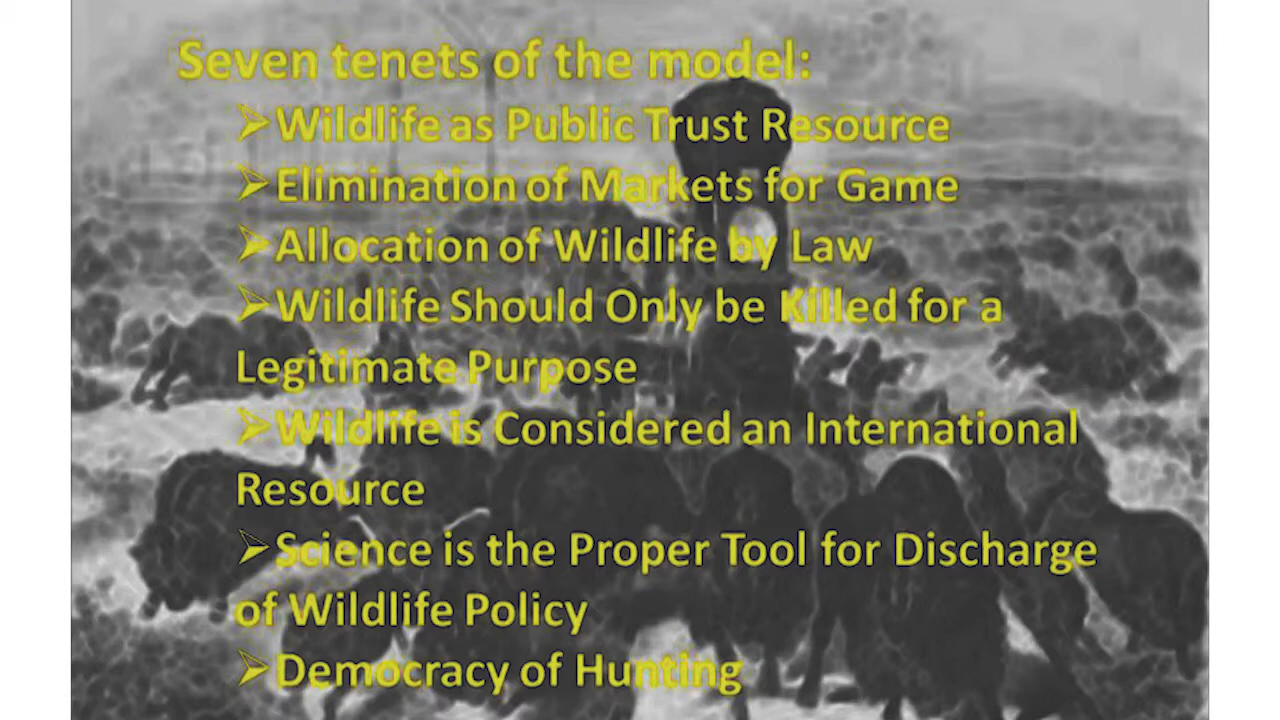 Seven tenets of the model:
➢Wildlife as Public Trust Resource
➢Elimination of Markets for Game
➢Allocation of Wildlife by Law
➢Wildlife Should Only be Killed for a
Legitimate Purpose
➢Wildlife is Considered an International
Resource
➢Science is the Proper Tool for Discharge
of Wildlife Policy
➢Democracy of Hunting